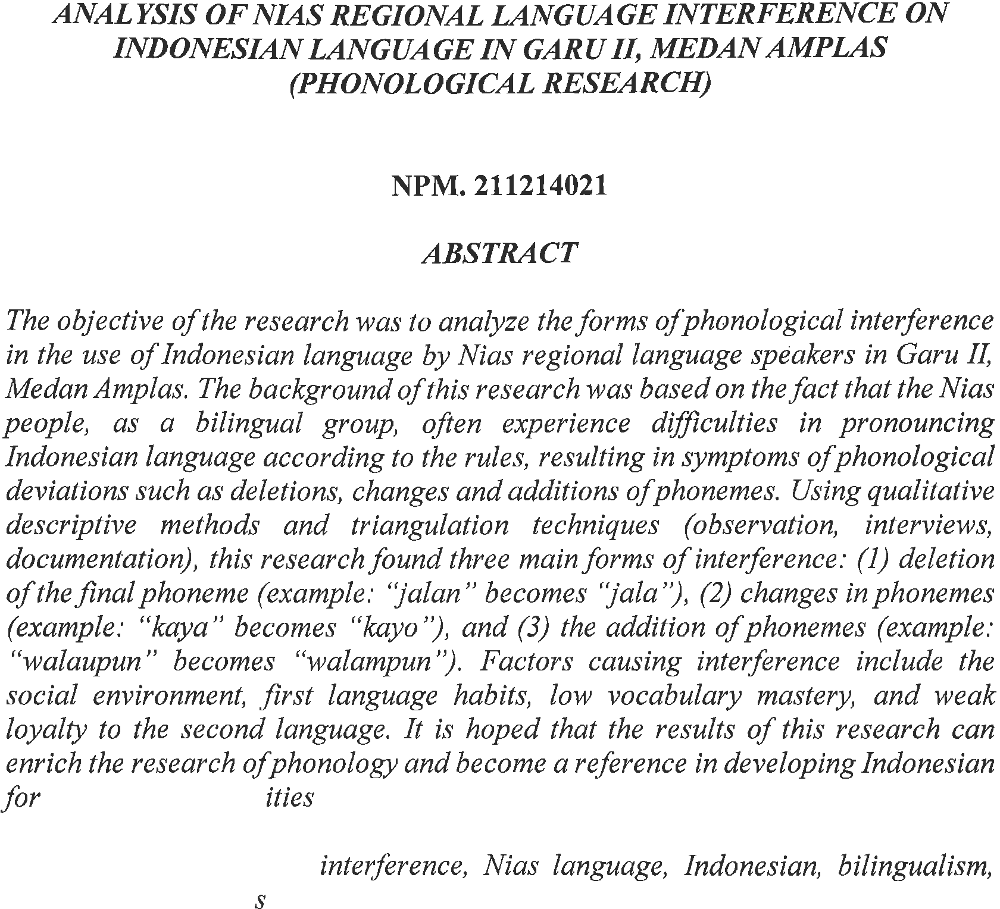 ANALYSIS OF NIAS REGIONAL LANGUAGE INTERFERENCE ON
INDONESIAN LANGUAGE IN GARU II, MEDAN AMPLAS
(PHONOLOGICAL RESEARCH)
NPM. 211214021
ABSTRACT
The objective of the research was to analyze the forms of phonological interference
in the use of Indonesian language by Nias regional language speakers in Garu II,
Medan Amplas. The background of this research was based on the fact that the Nias
people, as a bilingual group, often experience difficulties in pronouncing
Indonesian language according to the rules, resulting in symptoms of phonological
deviations such as deletions, changes and additions of phonemes. Using qualitative
descriptive methods and triangulation techniques (observation, interviews,
documentation), this research found three main forms of interference: (1) deletion
of the final phoneme (example: “jalan” becomes “jala”), (2) changes in phonemes
(example: “kaya” becomes “kayo”), and (3) the addition of phonemes (example:
“walaupun” becomes “walampun”). Factors causing interference include the
social environment, first language habits, low vocabulary mastery, and weak
loyalty to the second language. It is hoped that the results of this research can
enrich the research of phonology and become a reference in developing Indonesian
for ities
interference, Nias language, Indonesian, bilingualism,
s